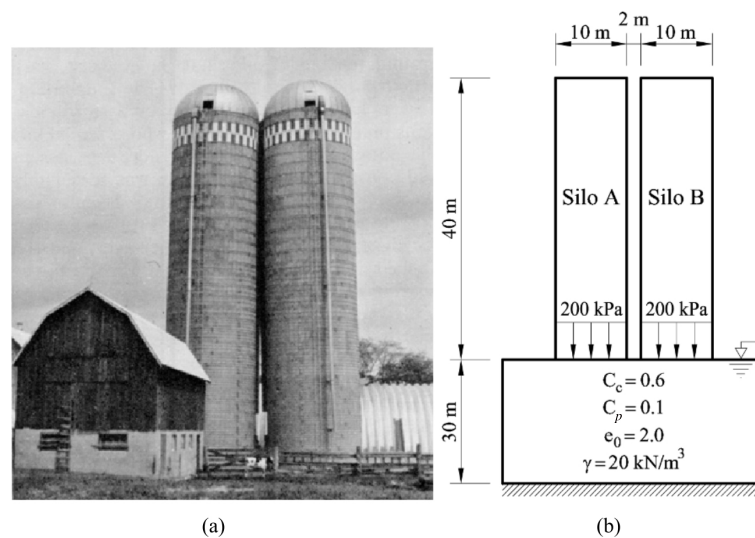 2 m
10 m
10 m
40 m
Silo A
Silo B
200 kPa
200 kPa
30 m
C_c = 0.6
C_p = 0.1
e_0 = 2.0
γ = 20 kN/m³
(a)
(b)